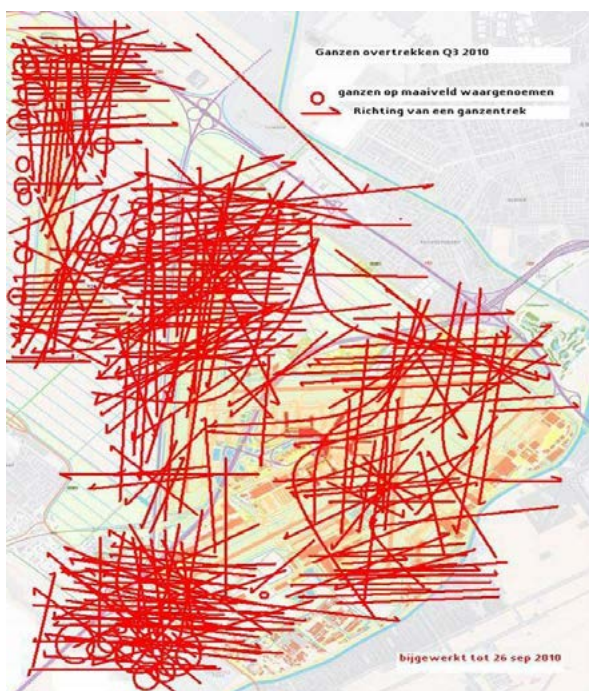 Ganzen overtrekken Q3 2010
ganzen op maaiveld waargenoemen
Richting van een ganzentrek
bijgewerkt tot 26 sep 2010